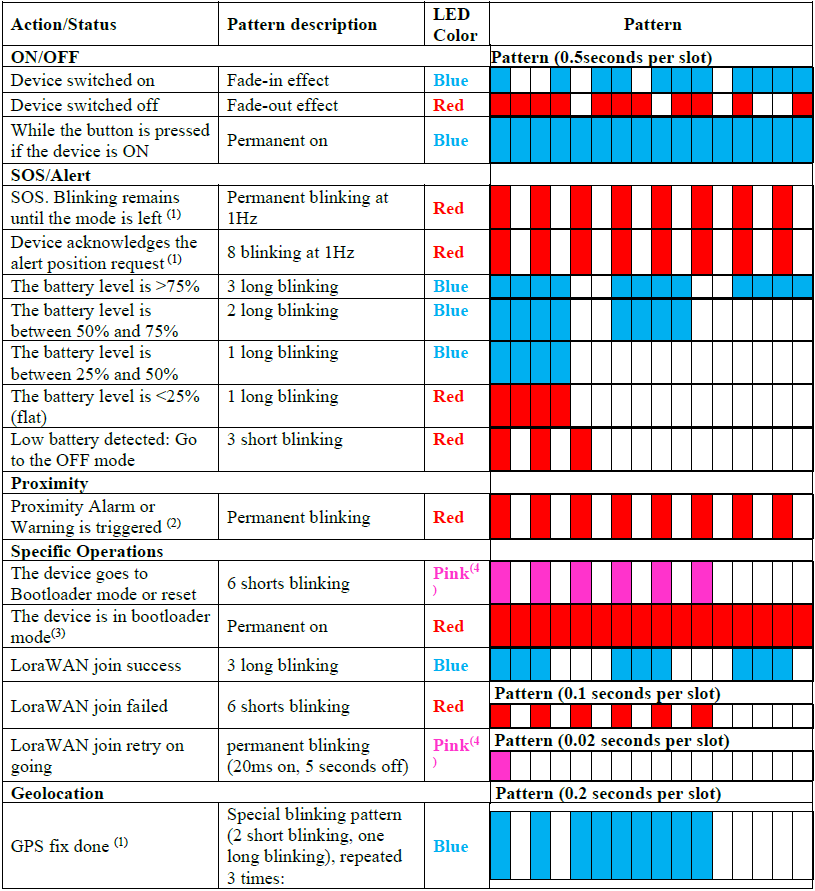 Action/Status Pattern description LED Color Pattern
ON/OFF Pattern (0.5seconds per slot)
Device switched on Fade-in effect Blue
Device switched off Fade-out effect Red
While the button is pressed
if the device is ON Permanent on Blue
SOS/Alert
SOS. Blinking remains
until the mode is left (1) Permanent blinking at
1Hz Red
Device acknowledges the
alert position request (1) 8 blinking at 1Hz Red
The battery level is >75% 3 long blinking Blue
The battery level is
between 50% and 75% 2 long blinking Blue
The battery level is
between 25% and 50% 1 long blinking Blue
The battery level is <25%
(flat) 1 long blinking Red
Low battery detected: Go
to the OFF mode 3 short blinking Red
Proximity
Proximity Alarm or
Warning is triggered (2) Permanent blinking Red
Specific Operations
The device goes to
Bootloader mode or reset 6 shorts blinking Pink(4
)
The device is in bootloader
mode(3) Permanent on Red
LoraWAN join success 3 long blinking Blue
Pattern (0.1 seconds per slot)
LoraWAN join failed 6 shorts blinking Red
LoraWAN join retry on
going permanent blinking
(20ms on, 5 seconds off) Pink(4
) Pattern (0.02 seconds per slot)
Geolocation Pattern (0.2 seconds per slot)
GPS fix done (1) Special blinking pattern
(2 short blinking, one
long blinking), repeated
3 times: Blue